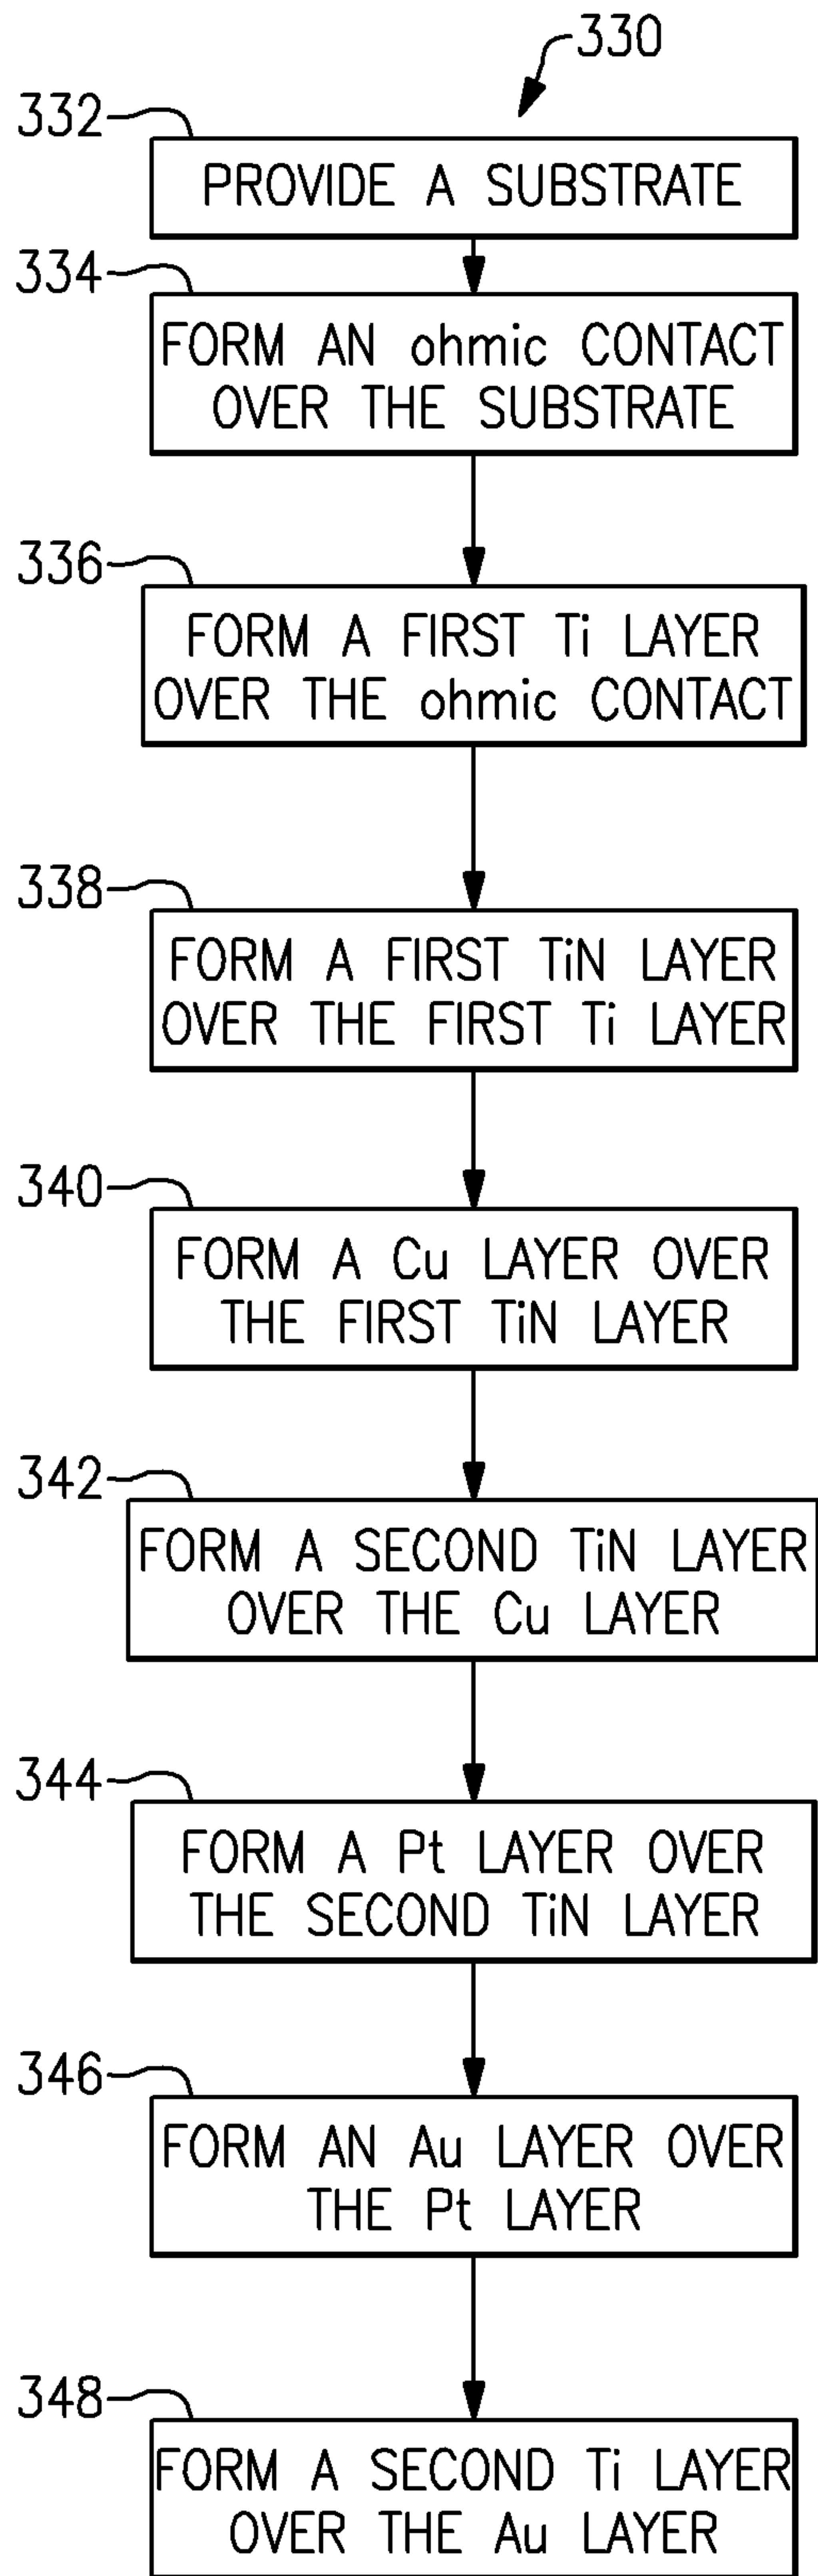 330
332
PROVIDE A SUBSTRATE
334
FORM AN ohmic CONTACT
OVER THE SUBSTRATE
336
FORM A FIRST Ti LAYER
OVER THE ohmic CONTACT
338
FORM A FIRST TiN LAYER
OVER THE FIRST Ti LAYER
340
FORM A Cu LAYER OVER
THE FIRST TiN LAYER
342
FORM A SECOND TiN LAYER
OVER THE Cu LAYER
344
FORM A Pt LAYER OVER
THE SECOND TiN LAYER
346
FORM AN Au LAYER OVER
THE Pt LAYER
348
FORM A SECOND Ti LAYER
OVER THE Au LAYER